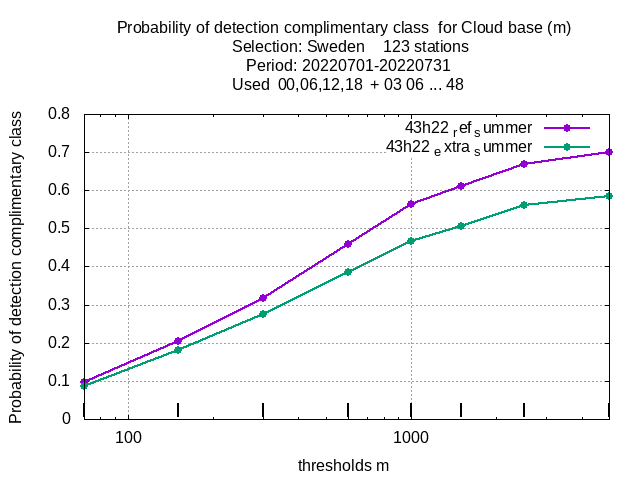 Probability of detection complimentary class  for Cloud base (m)
Selection: Sweden    123 stations
Period: 20220701-20220731
Used  00,06,12,18  + 03 06 ... 48
Probability of detection complimentary class
0.8
0.7
0.6
0.5
0.4
0.3
0.2
0.1
0
43h22 ref summer
43h22 extra summer
100
1000
thresholds m